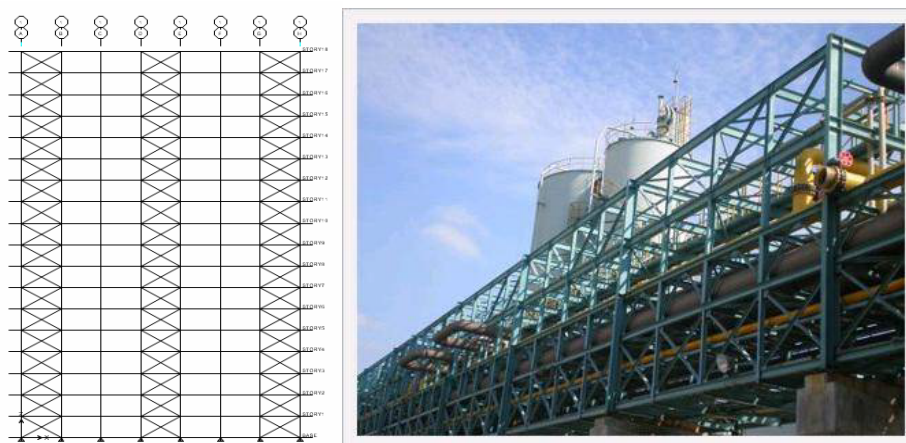 A B C D E F G H
STORY18
STORY17
STORY16
STORY15
STORY14
STORY13
STORY12
STORY11
STORY10
STORY9
STORY8
STORY7
STORY6
STORY5
STORY4
STORY3
STORY2
STORY1
BASE
X